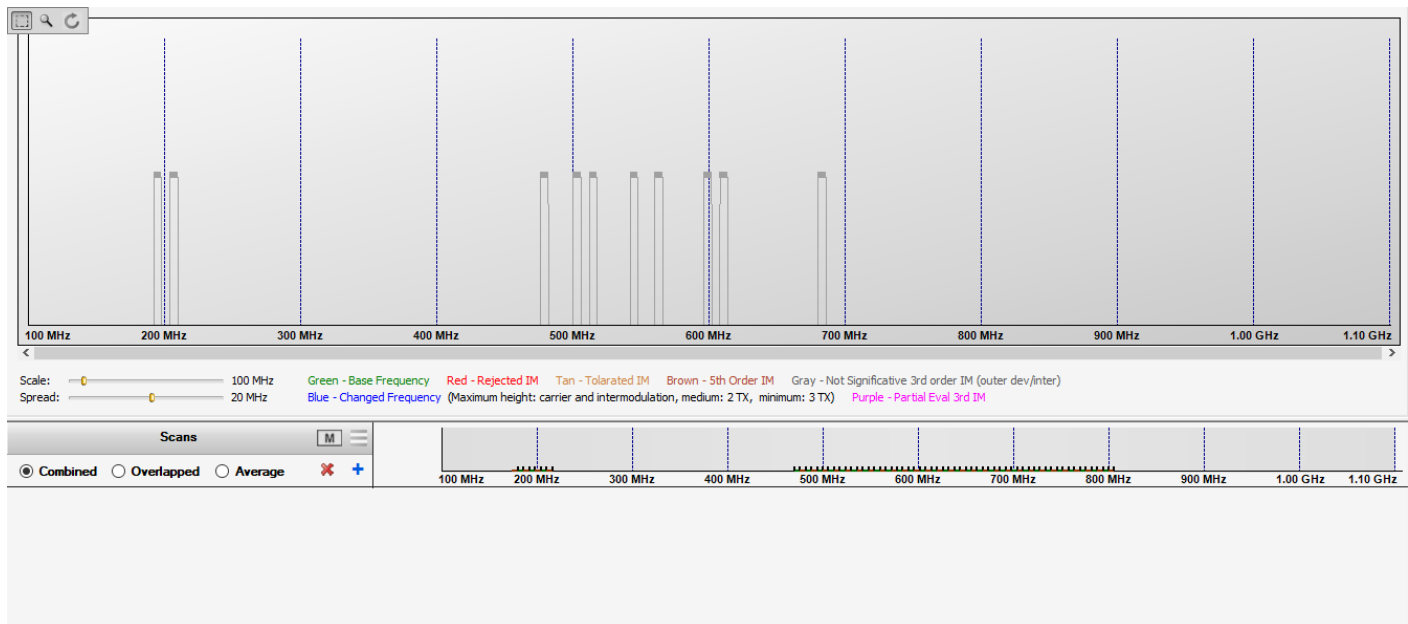 100 MHz 200 MHz 300 MHz 400 MHz 500 MHz 600 MHz 700 MHz 800 MHz 900 MHz 1.00 GHz 1.10 GHz
Scale: 100 MHz Green - Base Frequency Red - Rejected IM Tan - Tolarated IM Brown - 5th Order IM Gray - Not Significative 3rd order IM (outer dev/inter)
Spread: 20 MHz Blue - Changed Frequency (Maximum height: carrier and intermodulation, medium: 2 TX, minimum: 3 TX) Purple - Partial Eval 3rd IM
Scans M
Combined Overlapped Average
100 MHz 200 MHz 300 MHz 400 MHz 500 MHz 600 MHz 700 MHz 800 MHz 900 MHz 1.00 GHz 1.10 GHz